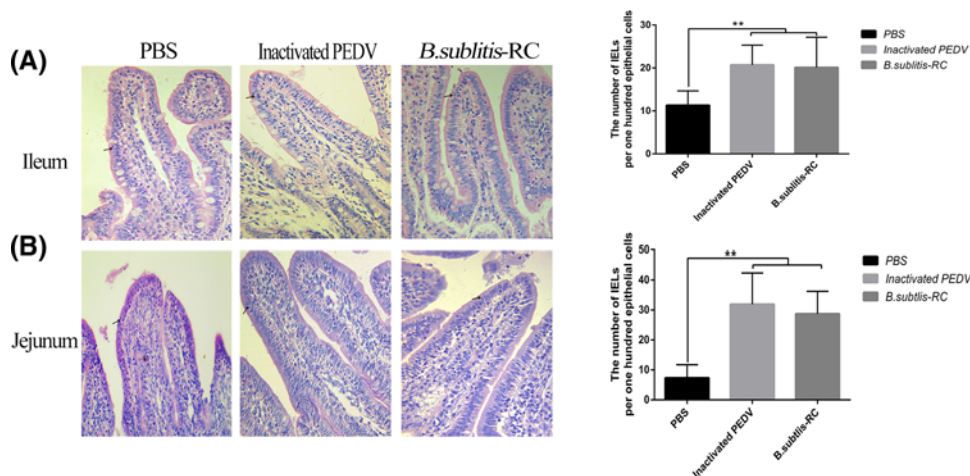 (A)
PBS
Inactivated PEDV
B.sublitis-RC
Ileum
(B)
Jejunum
The number of IELs
per one hundred epithelial cells
30
20
10
0
**
PBS
Inactivated PEDV
B.sublitis-RC
PBS
Inactivated PEDV
B.sublitis-RC
The number of IELs
per one hundred epithelial cells
50
40
30
20
10
0
**
PBS
Inactivated PEDV
B.subtlis-RC
PBS
Inactivated PEDV
B.subtlis-RC